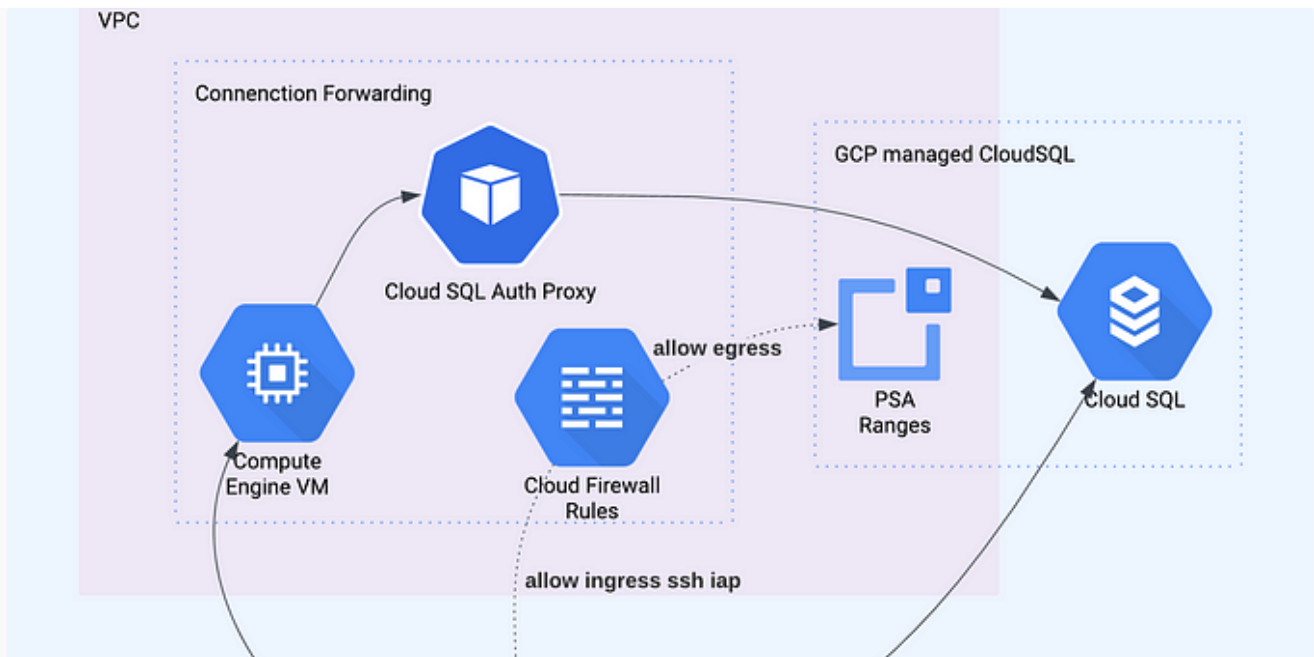 VPC
Connenction Forwarding
GCP managed CloudSQL
Cloud SQL Auth Proxy
allow egress
PSA
Ranges
Cloud SQL
Compute
Engine VM
Cloud Firewall
Rules
allow ingress ssh iap